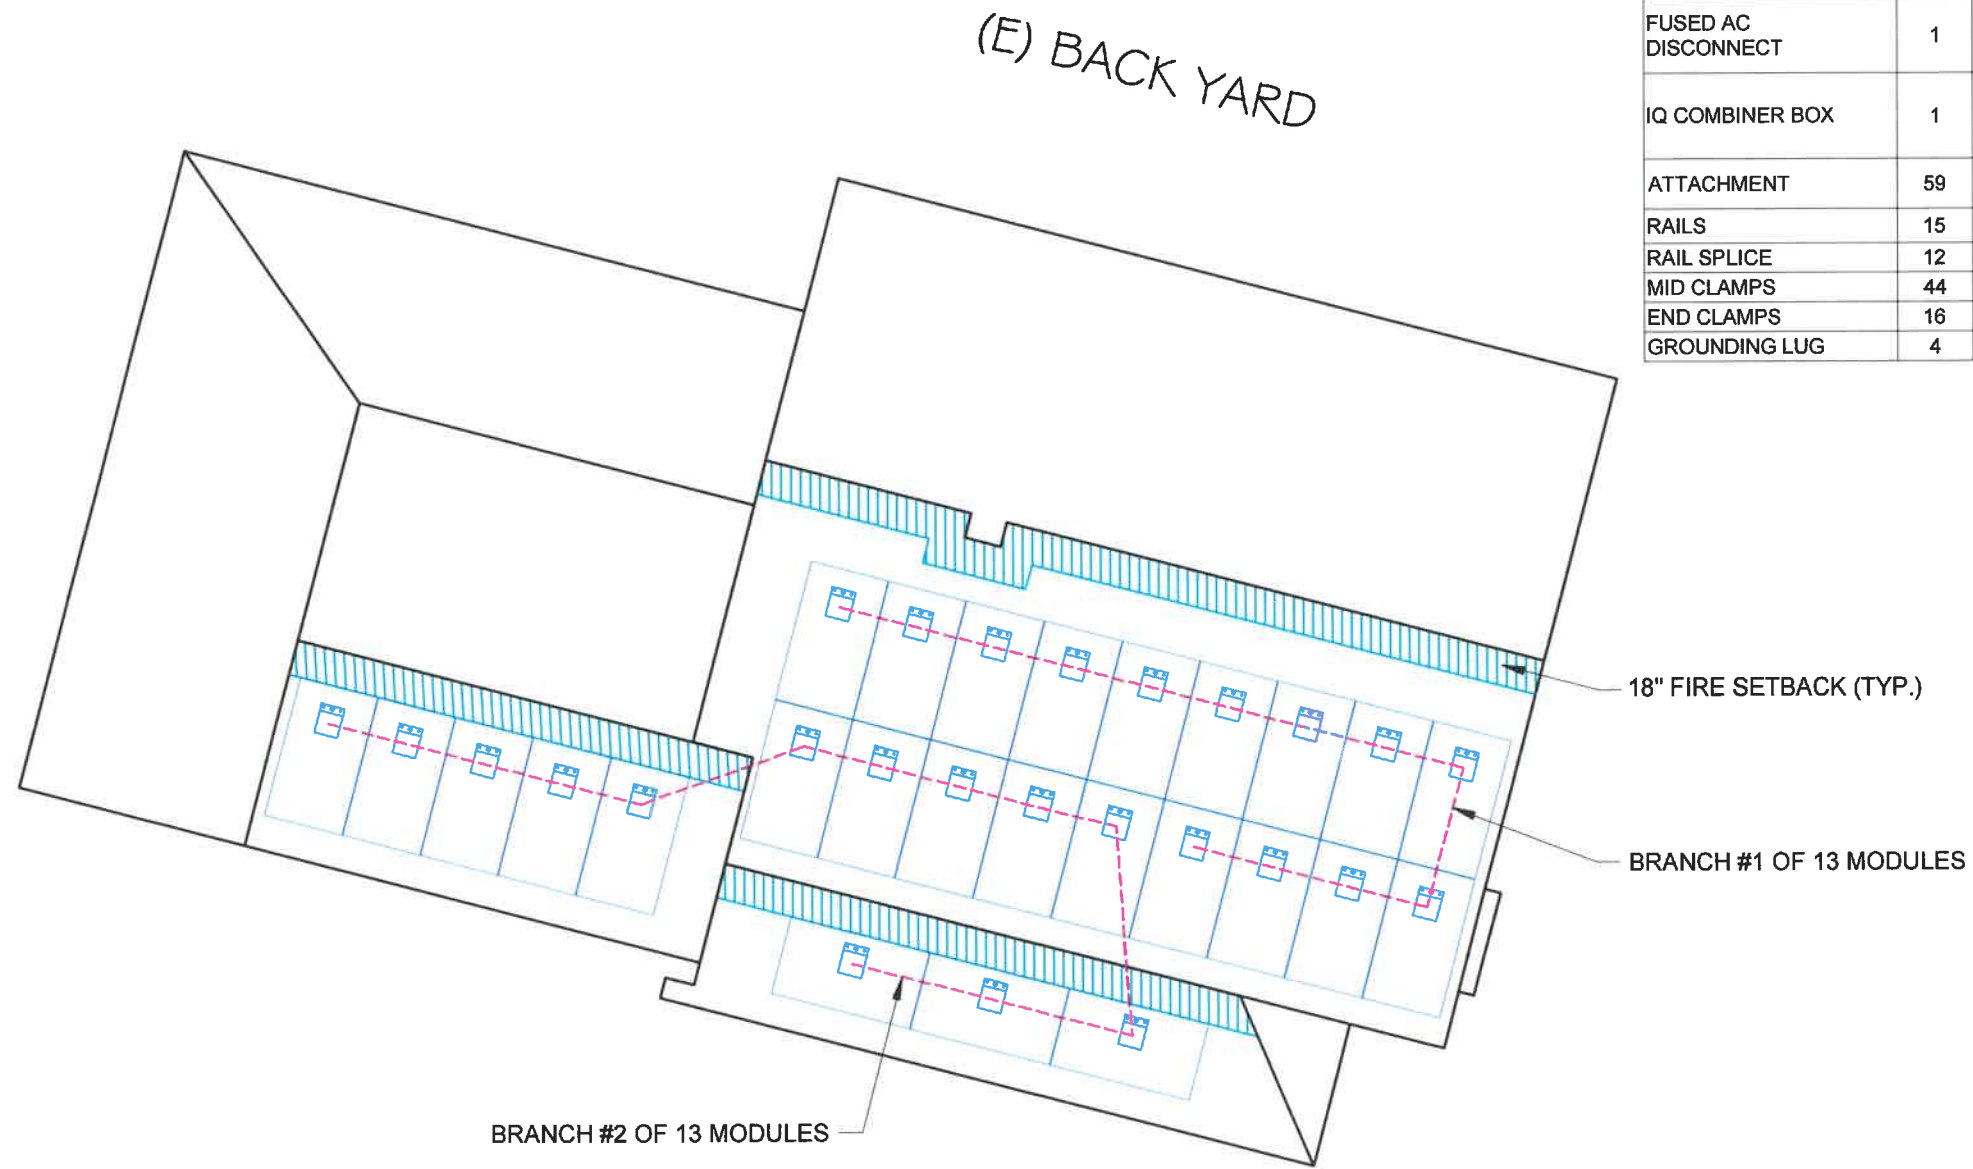 (E) BACK YARD
FUSED AC
DISCONNECT 1
IQ COMBINER BOX 1
ATTACHMENT 59
RAILS 15
RAIL SPLICE 12
MID CLAMPS 44
END CLAMPS 16
GROUNDING LUG 4
18" FIRE SETBACK (TYP.)
BRANCH #1 OF 13 MODULES
BRANCH #2 OF 13 MODULES